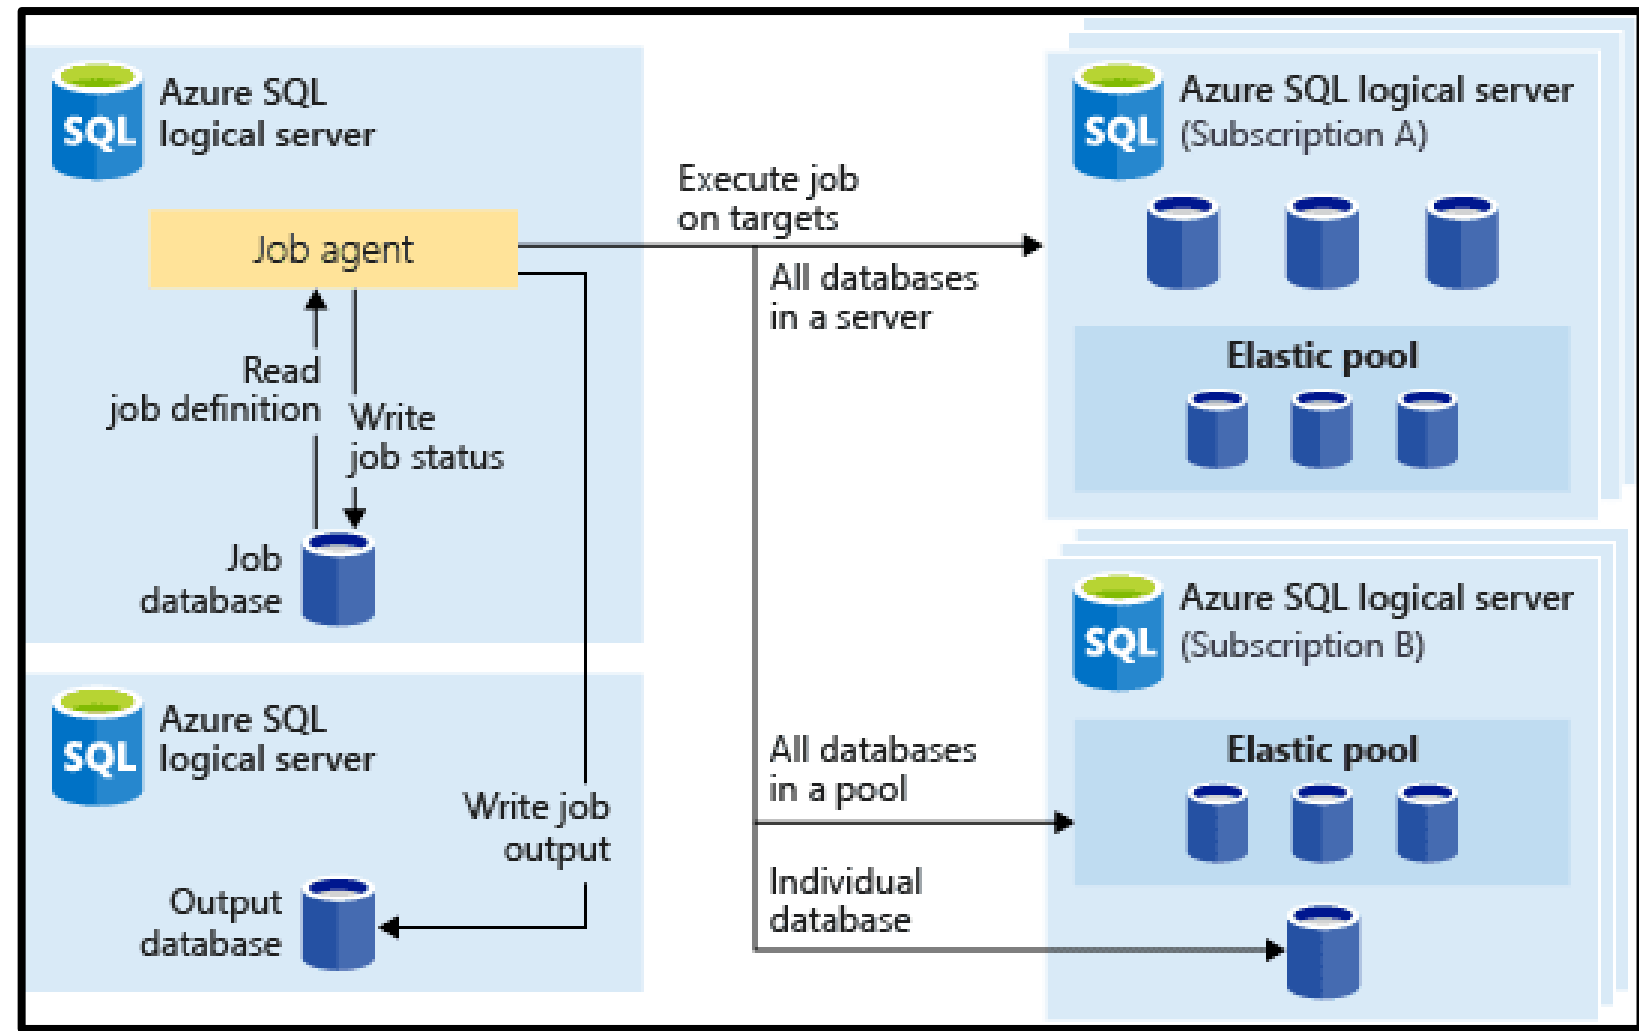 SQL
Azure SQL
logical server
Job agent
Read
job definition
Write
job status
Job
database
SQL
Azure SQL
logical server
Write job
output
Output
database
Execute job
on targets
All databases
in a server
All databases
in a pool
Individual
database
SQL
Azure SQL logical server
(Subscription A)
Elastic pool
SQL
Azure SQL logical server
(Subscription B)
Elastic pool